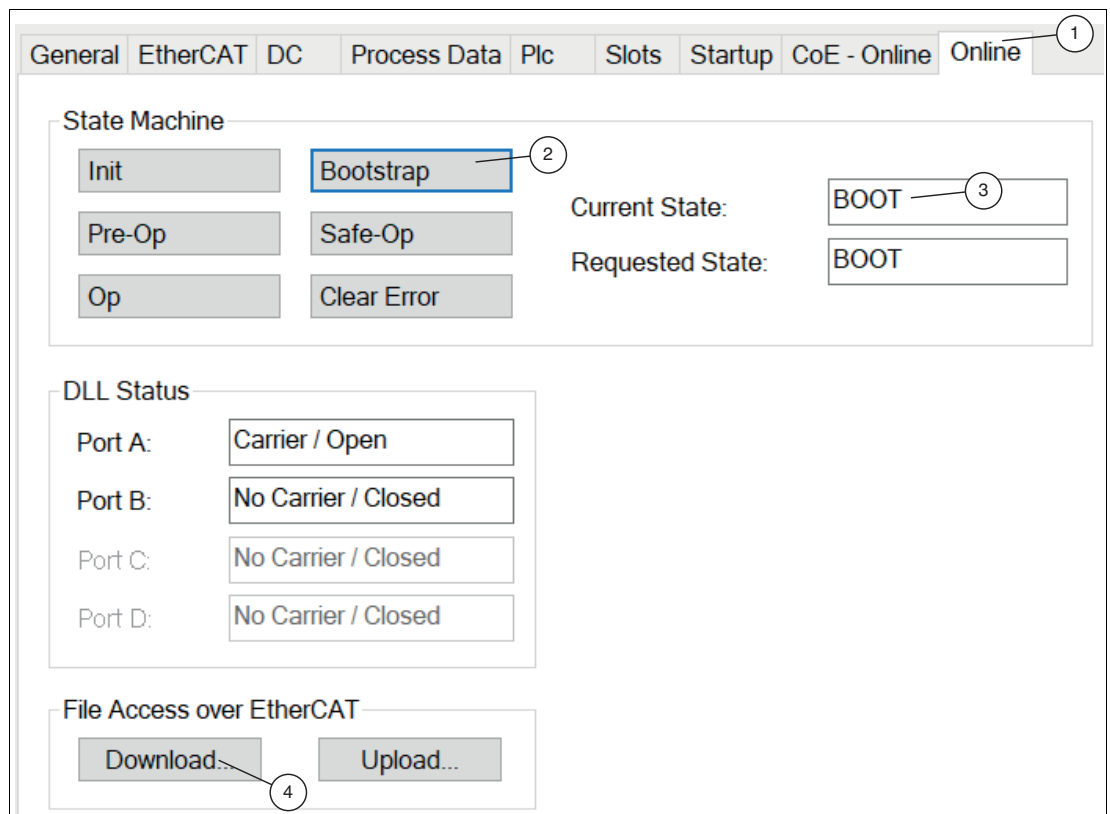 1
General EtherCAT DC Process Data Plc Slots Startup CoE - Online Online
State Machine
Init Bootstrap 2
Pre-Op Safe-Op
Op Clear Error
Current State: BOOT 3
Requested State: BOOT
DLL Status
Port A: Carrier / Open
Port B: No Carrier / Closed
Port C: No Carrier / Closed
Port D: No Carrier / Closed
File Access over EtherCAT
Download... Upload...
4